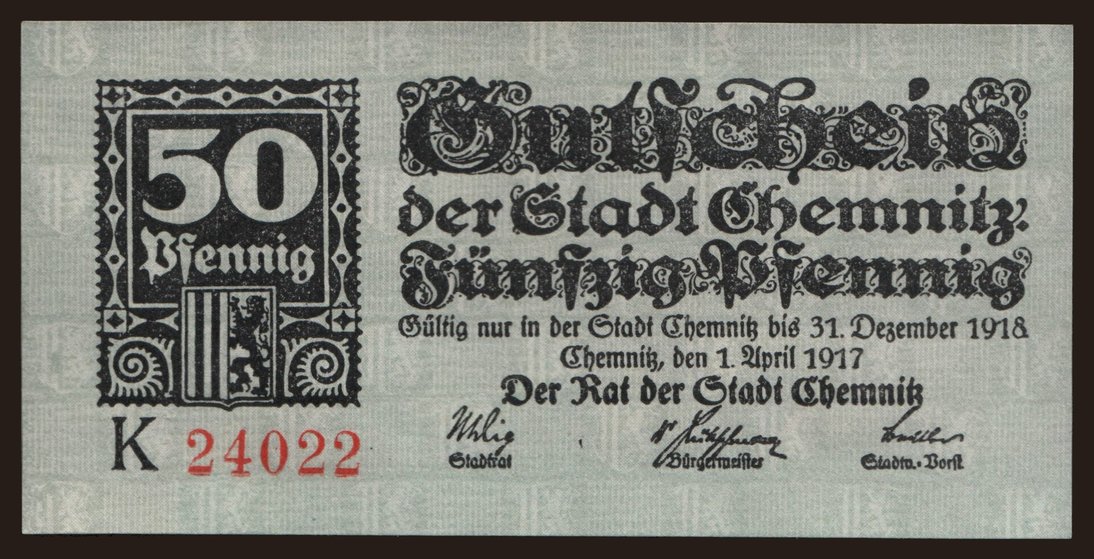 50
Pfennig
K 24022
Gutschein
der Stadt Chemnitz.
Fünfzig Pfennig
Gültig nur in der Stadt Chemnitz bis 31. Dezember 1918
Chemnitz, den 1. April 1917
Der Rat der Stadt Chemnitz
Uhlig
Stadtrat
Bürgermeister
Stadtv.-Vorst.